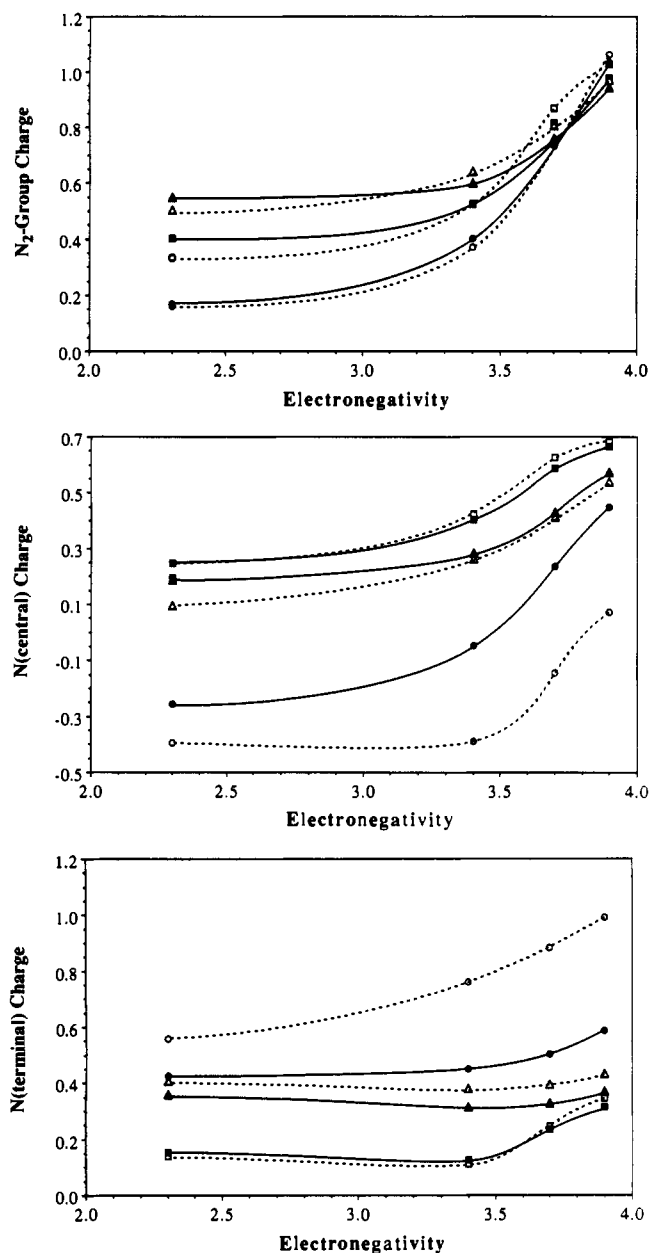 1.2
1.0
0.8
0.6
0.4
0.2
0.0
N₂-Group Charge
2.0 2.5 3.0 3.5 4.0
Electronegativity
0.7
0.5
0.3
0.1
-0.1
-0.3
-0.5
N(central) Charge
2.0 2.5 3.0 3.5 4.0
Electronegativity
1.2
1.0
0.8
0.6
0.4
0.2
0.0
N(terminal) Charge
2.0 2.5 3.0 3.5 4.0
Electronegativity